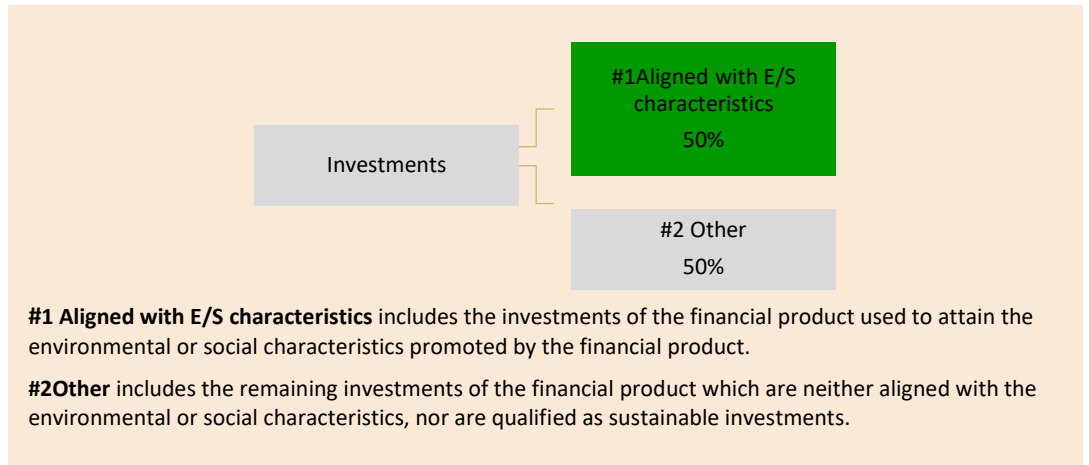 #1Aligned with E/S
characteristics
50%
Investments
#2 Other
50%
#1 Aligned with E/S characteristics includes the investments of the financial product used to attain the
environmental or social characteristics promoted by the financial product.
#2Other includes the remaining investments of the financial product which are neither aligned with the
environmental or social characteristics, nor are qualified as sustainable investments.